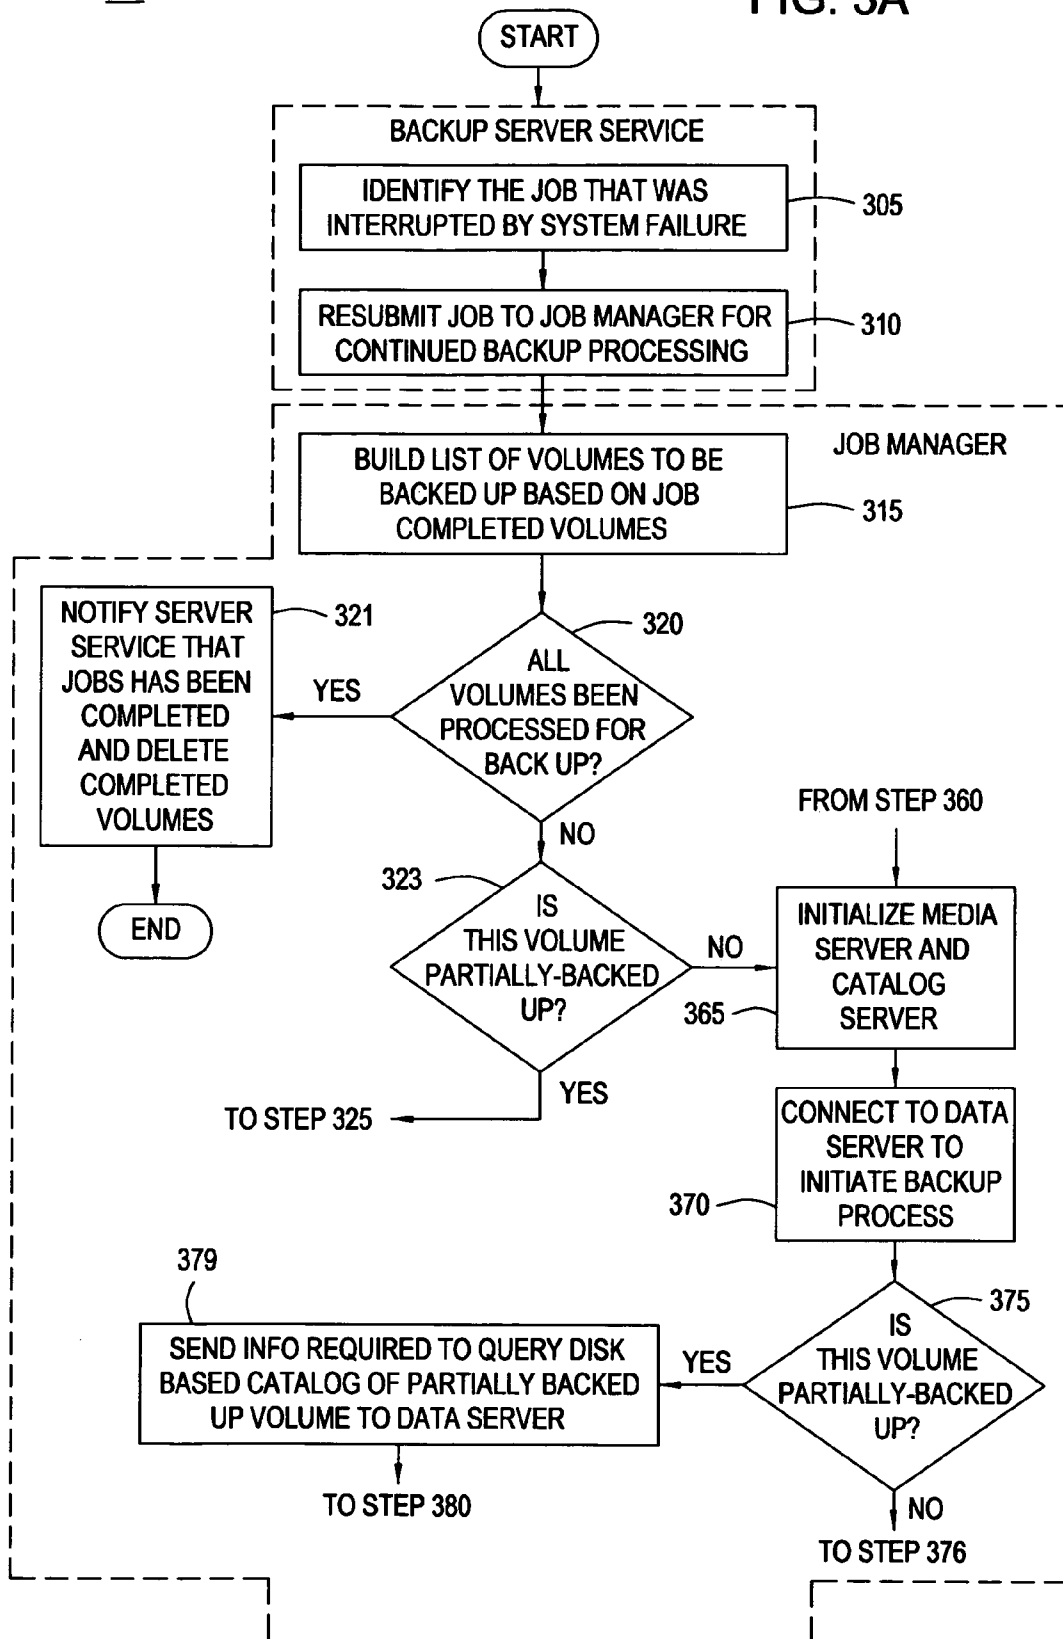 FIG. 3A
START
BACKUP SERVER SERVICE
IDENTIFY THE JOB THAT WAS
INTERRUPTED BY SYSTEM FAILURE
305
RESUBMIT JOB TO JOB MANAGER FOR
CONTINUED BACKUP PROCESSING
310
JOB MANAGER
BUILD LIST OF VOLUMES TO BE
BACKED UP BASED ON JOB
COMPLETED VOLUMES
315
NOTIFY SERVER
SERVICE THAT
JOBS HAS BEEN
COMPLETED
AND DELETE
COMPLETED
VOLUMES
321
YES
ALL
VOLUMES BEEN
PROCESSED FOR
BACK UP?
320
NO
END
FROM STEP 360
323
IS
THIS VOLUME
PARTIALLY-BACKED
UP?
NO
INITIALIZE MEDIA
SERVER AND
CATALOG
SERVER
365
YES
TO STEP 325
CONNECT TO DATA
SERVER TO
INITIATE BACKUP
PROCESS
370
379
SEND INFO REQUIRED TO QUERY DISK
BASED CATALOG OF PARTIALLY BACKED
UP VOLUME TO DATA SERVER
YES
IS
THIS VOLUME
PARTIALLY-BACKED
UP?
375
TO STEP 380
NO
TO STEP 376